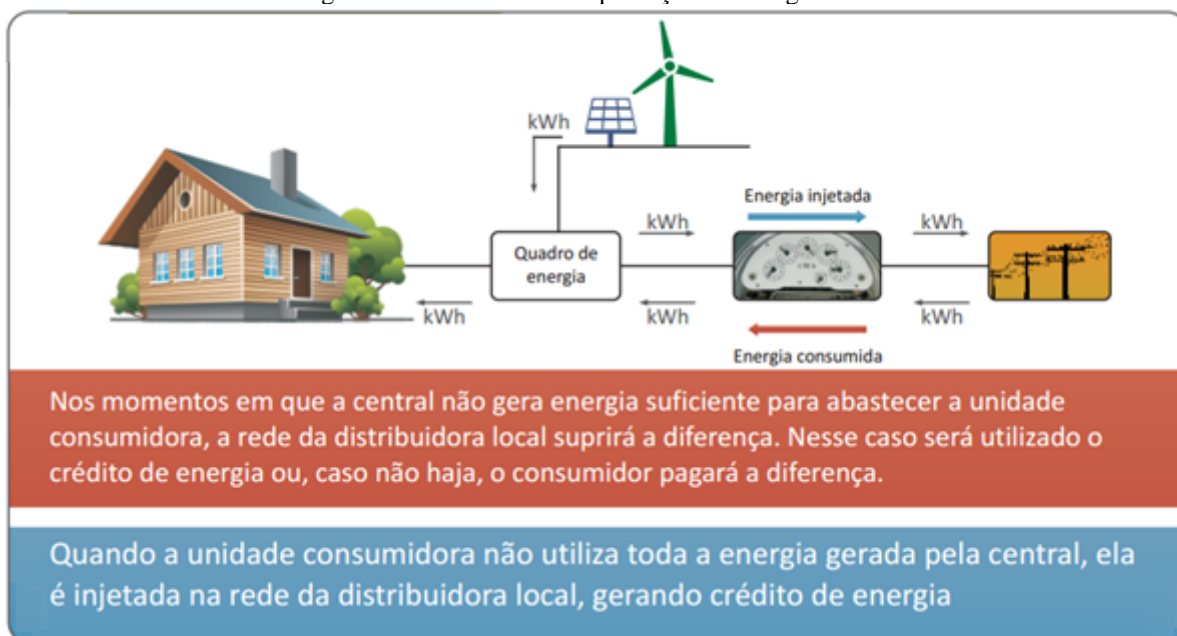 kWh
Energia injetada
kWh
kWh
Quadro de
energia
kWh
kWh
kWh
Energia consumida
Nos momentos em que a central não gera energia suficiente para abastecer a unidade
consumidora, a rede da distribuidora local suprirá a diferença. Nesse caso será utilizado o
crédito de energia ou, caso não haja, o consumidor pagará a diferença.
Quando a unidade consumidora não utiliza toda a energia gerada pela central, ela
é injetada na rede da distribuidora local, gerando crédito de energia